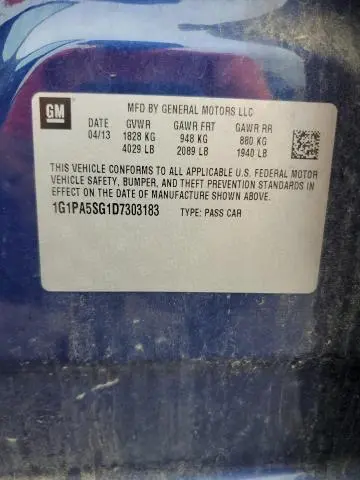 GM
MFD BY GENERAL MOTORS LLC
DATE GVWR GAWR FRT GAWR RR
04/13 1828 KG 948 KG 880 KG
4029 LB 2089 LB 1940 LB
THIS VEHICLE CONFORMS TO ALL APPLICABLE U.S. FEDERAL MOTOR
VEHICLE SAFETY, BUMPER, AND THEFT PREVENTION STANDARDS IN
EFFECT ON THE DATE OF MANUFACTURE SHOWN ABOVE.
1G1PA5SG1D7303183 TYPE: PASS CAR